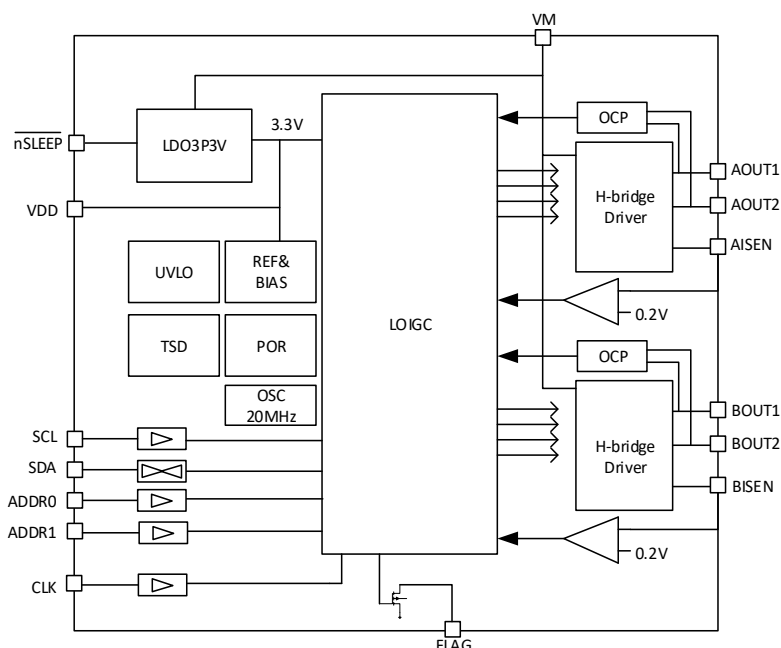 VM
nSLEEP
LDO3P3V
3.3V
OCP
AOUT1
H-bridge
Driver
AOUT2
VDD
AISEN
UVLO
REF&
BIAS
0.2V
TSD
POR
LOIGC
OCP
OSC
20MHz
BOUT1
SCL
H-bridge
Driver
BOUT2
SDA
BISEN
ADDR0
ADDR1
0.2V
CLK
FLAG